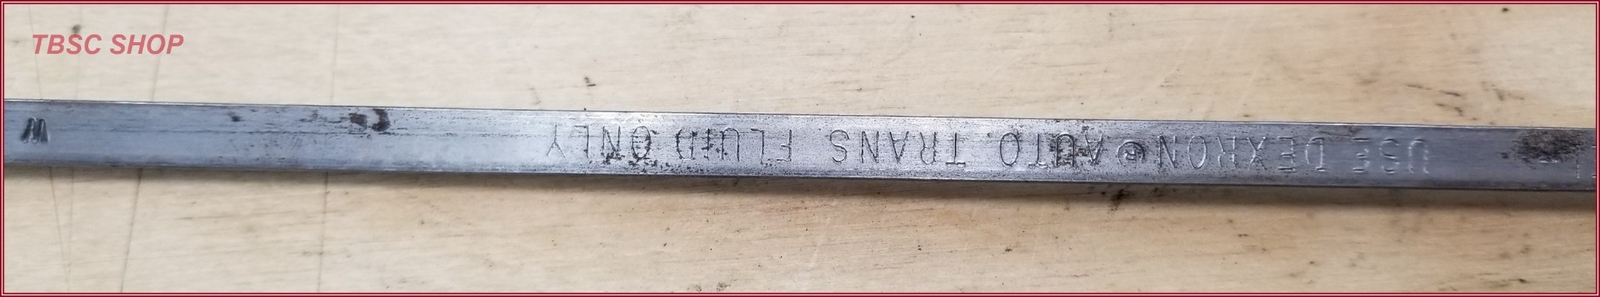 TBSC SHOP
USE DEXRON® AUTO. TRANS FLUID ONLY
W